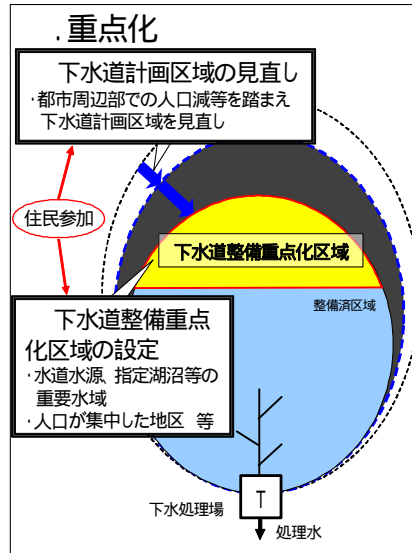 ．重点化
下水道計画区域の見直し
・都市周辺部での人口減等を踏まえ
下水道計画区域を見直し
住民参加
下水道整備重点化区域
整備済区域
下水道整備重点
化区域の設定
・水道水源、指定湖沼等の
重要水域
・人口が集中した地区 等
T
下水処理場
処理水